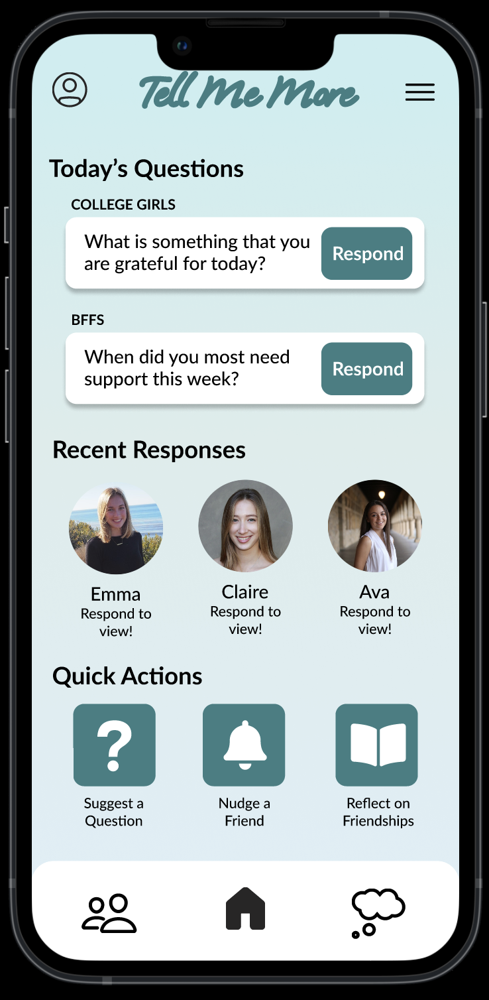 Tell Me More
Today’s Questions
COLLEGE GIRLS
What is something that you
are grateful for today?
Respond
BFFS
When did you most need
support this week?
Respond
Recent Responses
Emma
Respond to
view!
Claire
Respond to
view!
Ava
Respond to
view!
Quick Actions
Suggest a
Question
Nudge a
Friend
Reflect on
Friendships